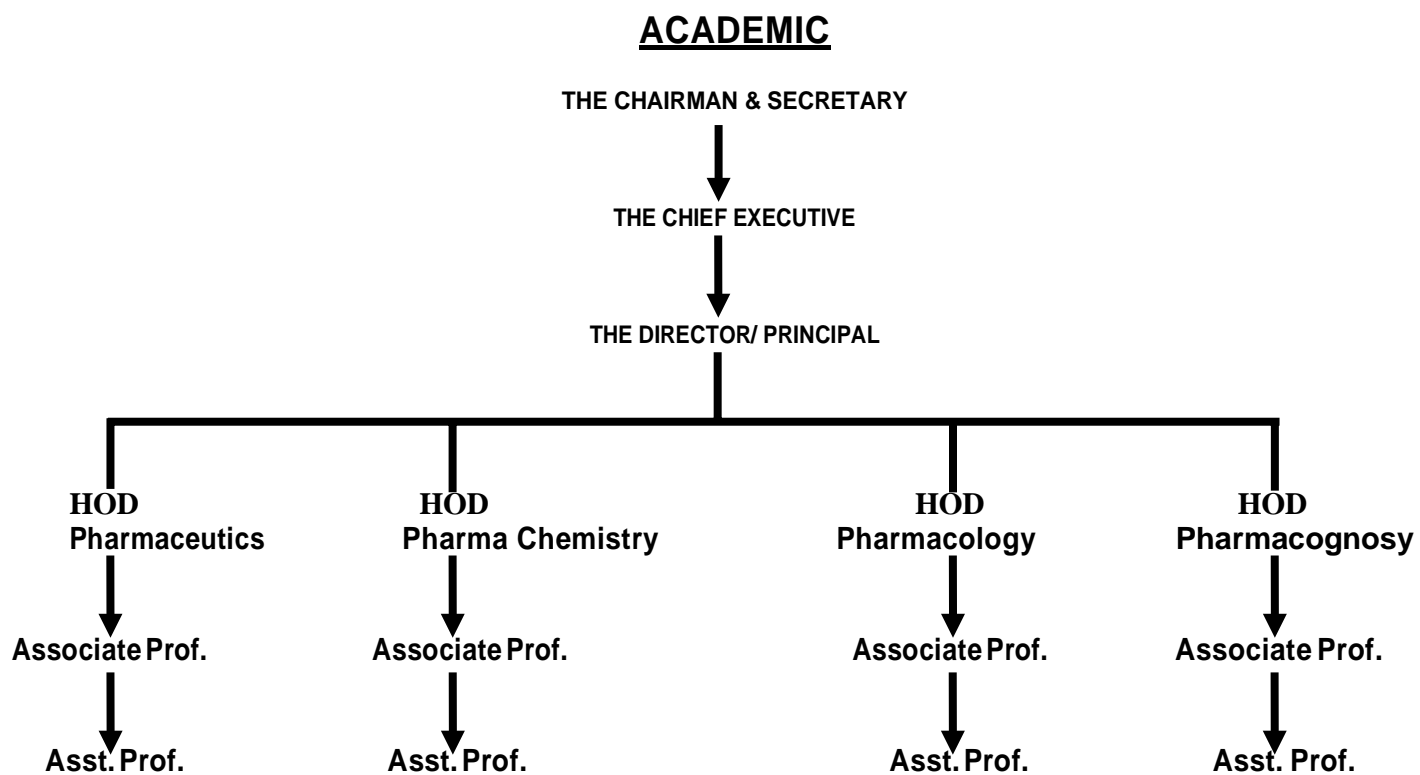 ACADEMIC
THE CHAIRMAN & SECRETARY
THE CHIEF EXECUTIVE
THE DIRECTOR/ PRINCIPAL
HOD HOD HOD HOD
Pharmaceutics Pharma Chemistry Pharmacology Pharmacognosy
Associate Prof. Associate Prof. Associate Prof. Associate Prof.
Asst. Prof. Asst. Prof. Asst. Prof. Asst. Prof.